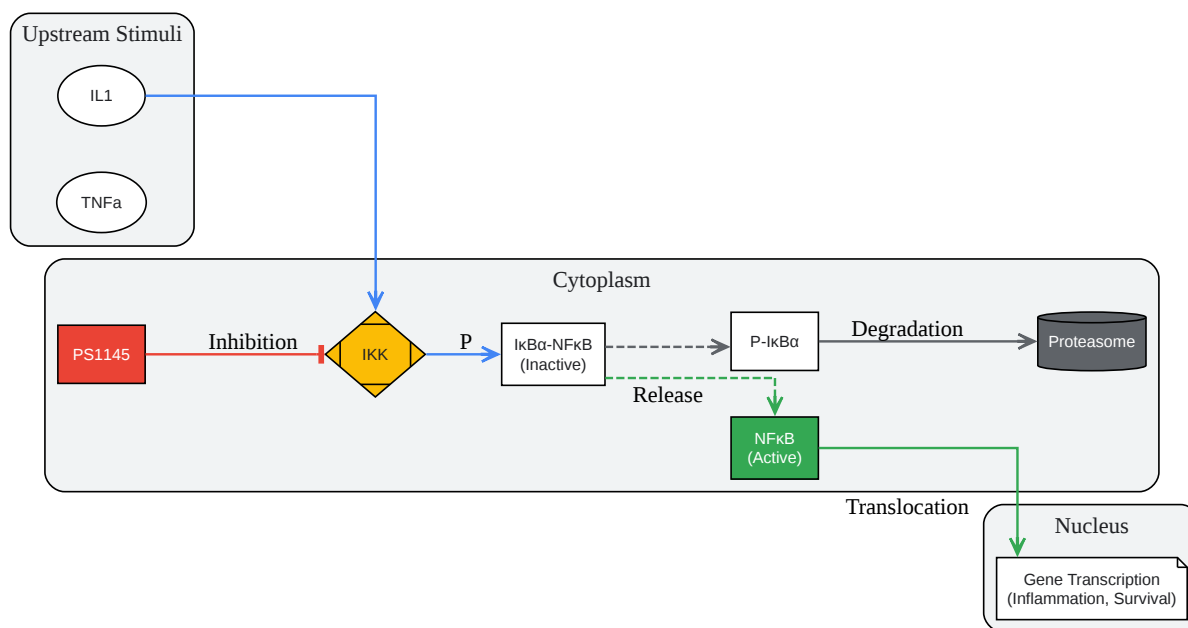 Upstream Stimuli
IL1
TNFa
Cytoplasm
PS1145
Inhibition
IKK
P
IκBα-NFκB
(Inactive)
P-IκBα
Degradation
Proteasome
Release
NFκB
(Active)
Translocation
Nucleus
Gene Transcription
(Inflammation, Survival)